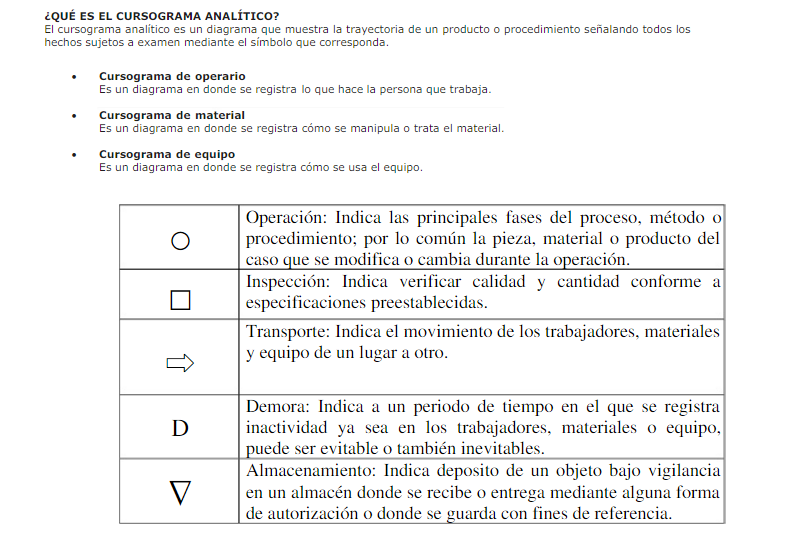 ¿QUÉ ES EL CURSOGRAMA ANALÍTICO?
El cursograma analítico es un diagrama que muestra la trayectoria de un producto o procedimiento señalando todos los
hechos sujetos a examen mediante el símbolo que corresponda.
• Cursograma de operario
Es un diagrama en donde se registra lo que hace la persona que trabaja.
• Cursograma de material
Es un diagrama en donde se registra cómo se manipula o trata el material.
• Cursograma de equipo
Es un diagrama en donde se registra cómo se usa el equipo.
Operación: Indica las principales fases del proceso, método o
procedimiento; por lo común la pieza, material o producto del
caso que se modifica o cambia durante la operación.
Inspección: Indica verificar calidad y cantidad conforme a
especificaciones preestablecidas.
Transporte: Indica el movimiento de los trabajadores, materiales
y equipo de un lugar a otro.
D
Demora: Indica a un periodo de tiempo en el que se registra
inactividad ya sea en los trabajadores, materiales o equipo,
puede ser evitable o también inevitables.
Almacenamiento: Indica deposito de un objeto bajo vigilancia
en un almacén donde se recibe o entrega mediante alguna forma
de autorización o donde se guarda con fines de referencia.